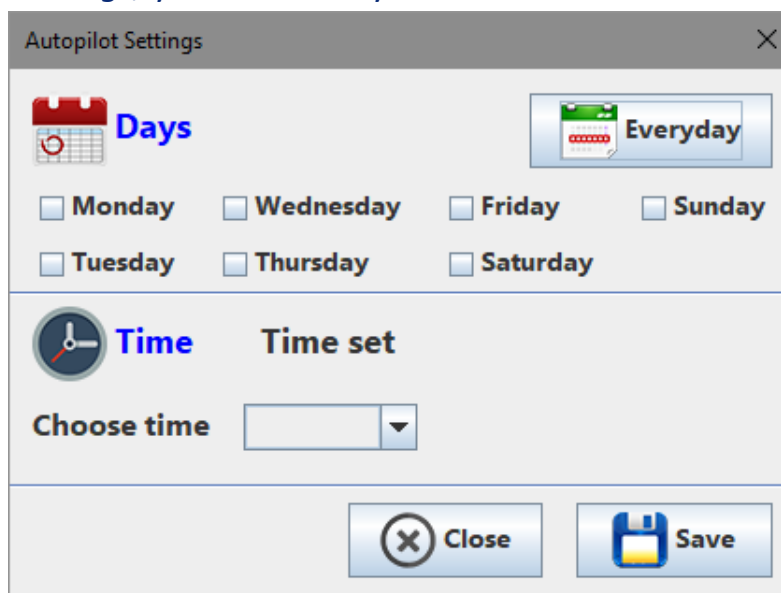 Autopilot Settings
Days
Everyday
Monday Wednesday Friday Sunday
Tuesday Thursday Saturday
Time Time set
Choose time
Close Save